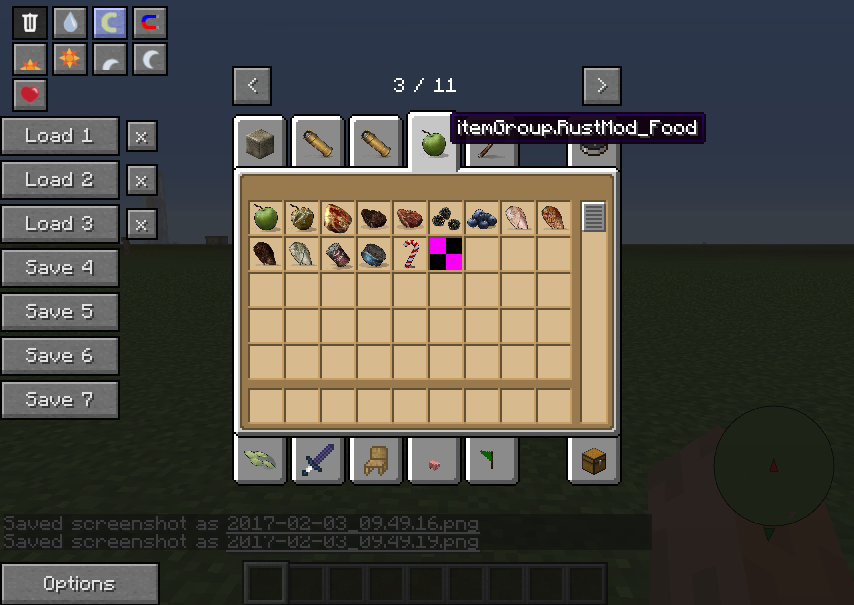 < 3 / 11 >
itemGroup.RustMod_Food
Load 1 x
Load 2 x
Load 3 x
Save 4
Save 5
Save 6
Save 7
Saved screenshot as 2017-02-03_09.49.16.png
Saved screenshot as 2017-02-03_09.49.19.png
Options